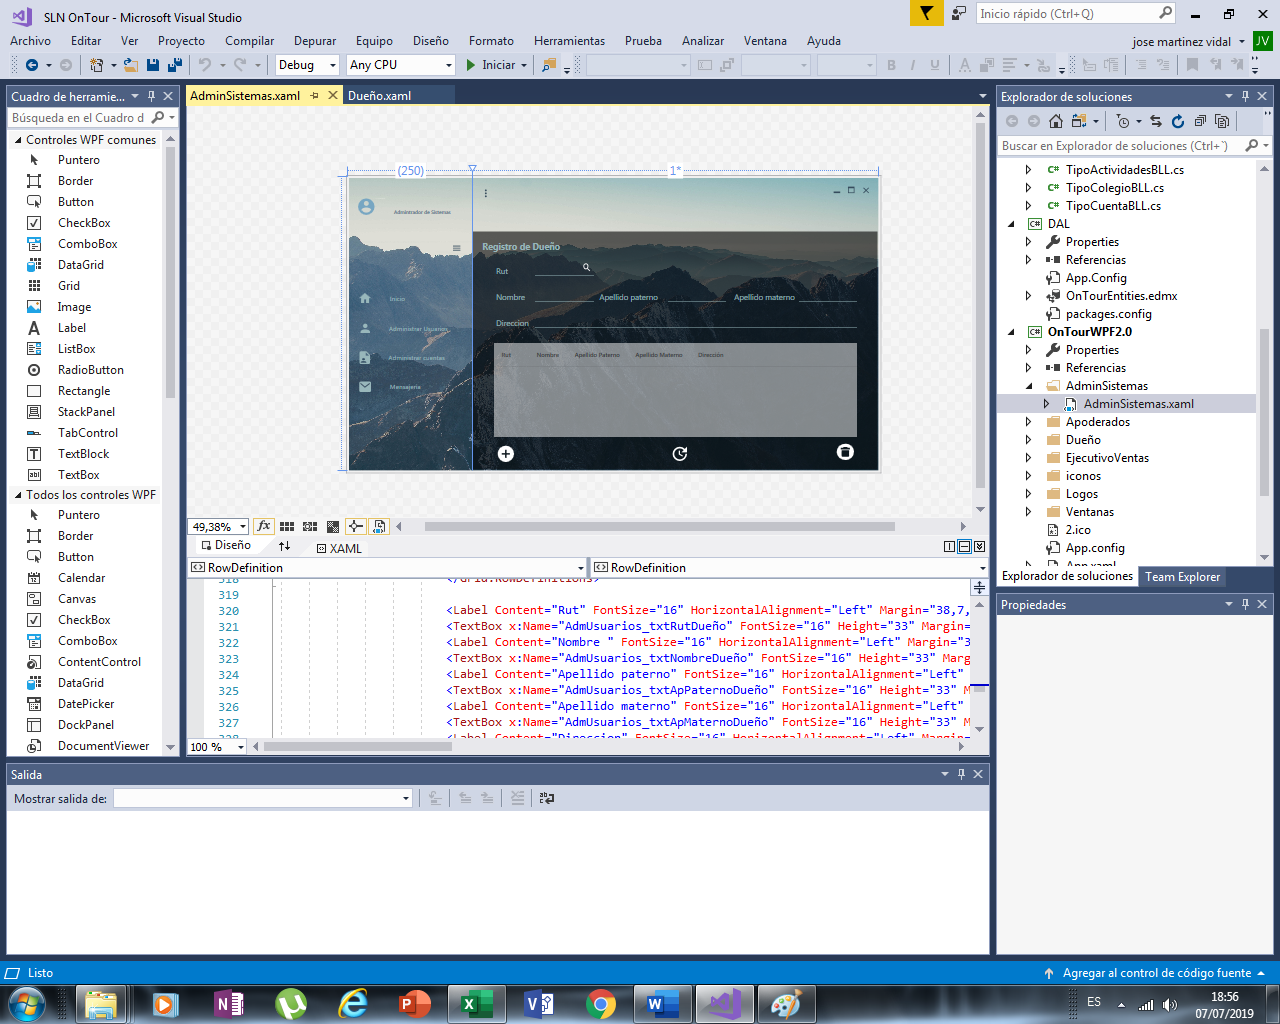 SLN OnTour - Microsoft Visual Studio
Inicio rápido (Ctrl+Q)
Archivo Editar Ver Proyecto Compilar Depurar Equipo Diseño Formato Herramientas Prueba Analizar Ventana Ayuda
jose martinez vidal JV
Debug Any CPU Iniciar
Cuadro de herramie...
Búsqueda en el Cuadro d
Controles WPF comunes
Puntero
Border
Button
CheckBox
ComboBox
DataGrid
Grid
Image
Label
ListBox
RadioButton
Rectangle
StackPanel
TabControl
TextBlock
TextBox
Todos los controles WPF
Puntero
Border
Button
Calendar
Canvas
CheckBox
ComboBox
ContentControl
DataGrid
DatePicker
DockPanel
DocumentViewer
AdminSistemas.xaml Dueño.xaml
(250) 1*
Admintrador de Sistemas
Inicio
Administrar Usuarios
Administrar cuentas
Mensajeria
Registro de Dueño
Rut
Nombre Apellido paterno Apellido materno
Direccion
Rut Nombre Apellido Paterno Apellido Materno Dirección
49,38% fx
Diseño XAML
RowDefinition RowDefinition
318 </Grid.RowDefinitions>
319
320 <Label Content="Rut" FontSize="16" HorizontalAlignment="Left" Margin="38,7,
321 <TextBox x:Name="AdmUsuarios_txtRutDueño" FontSize="16" Height="33" Margin=
322 <Label Content="Nombre " FontSize="16" HorizontalAlignment="Left" Margin="3
323 <TextBox x:Name="AdmUsuarios_txtNombreDueño" FontSize="16" Height="33" Marg
324 <Label Content="Apellido paterno" FontSize="16" HorizontalAlignment="Left"
325 <TextBox x:Name="AdmUsuarios_txtApPaternoDueño" FontSize="16" Height="33" M
326 <Label Content="Apellido materno" FontSize="16" HorizontalAlignment="Left"
327 <TextBox x:Name="AdmUsuarios_txtApMaternoDueño" FontSize="16" Height="33" M
328 <Label Content="Direccion" FontSize="16" HorizontalAlignment="Left" Margin=
100 %
Explorador de soluciones
Buscar en Explorador de soluciones (Ctrl+`)
TipoActividadesBLL.cs
TipoColegioBLL.cs
TipoCuentaBLL.cs
DAL
Properties
Referencias
App.Config
OnTourEntities.edmx
packages.config
OnTourWPF2.0
Properties
Referencias
AdminSistemas
AdminSistemas.xaml
Apoderados
Dueño
EjecutivoVentas
iconos
Logos
Ventanas
2.ico
App.config
App.xaml
Explorador de soluciones Team Explorer
Propiedades
Salida
Mostrar salida de:
Listo
Agregar al control de código fuente
ES
18:56
07/07/2019